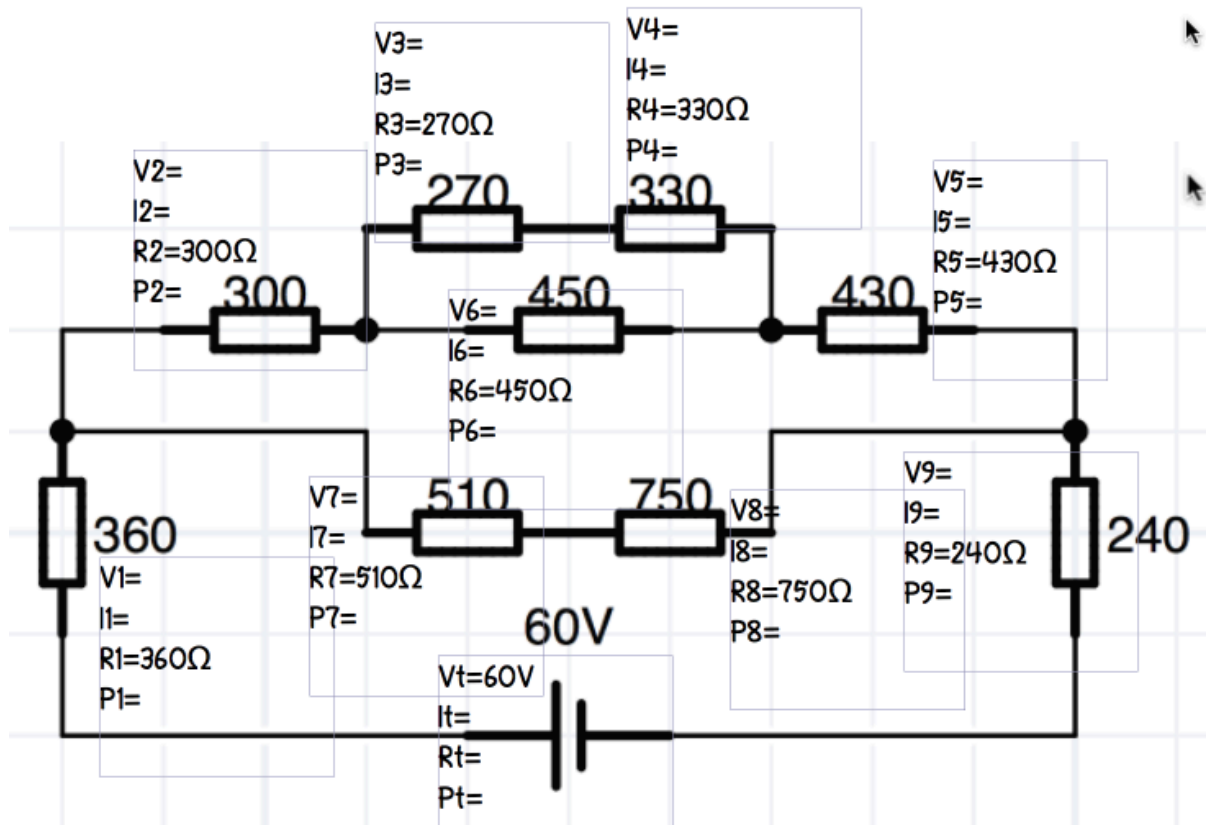 V4=
I4=
R4=330Ω
P4=
V3=
I3=
R3=270Ω
P3=
270
330
V2=
I2=
R2=300Ω
P2=
300
V5=
I5=
R5=430Ω
P5=
430
450
V6=
I6=
R6=450Ω
P6=
510
750
V7=
I7=
R7=510Ω
P7=
V8=
I8=
R8=750Ω
P8=
V9=
I9=
R9=240Ω
P9=
240
360
V1=
I1=
R1=360Ω
P1=
60V
Vt=60V
It=
Rt=
Pt=